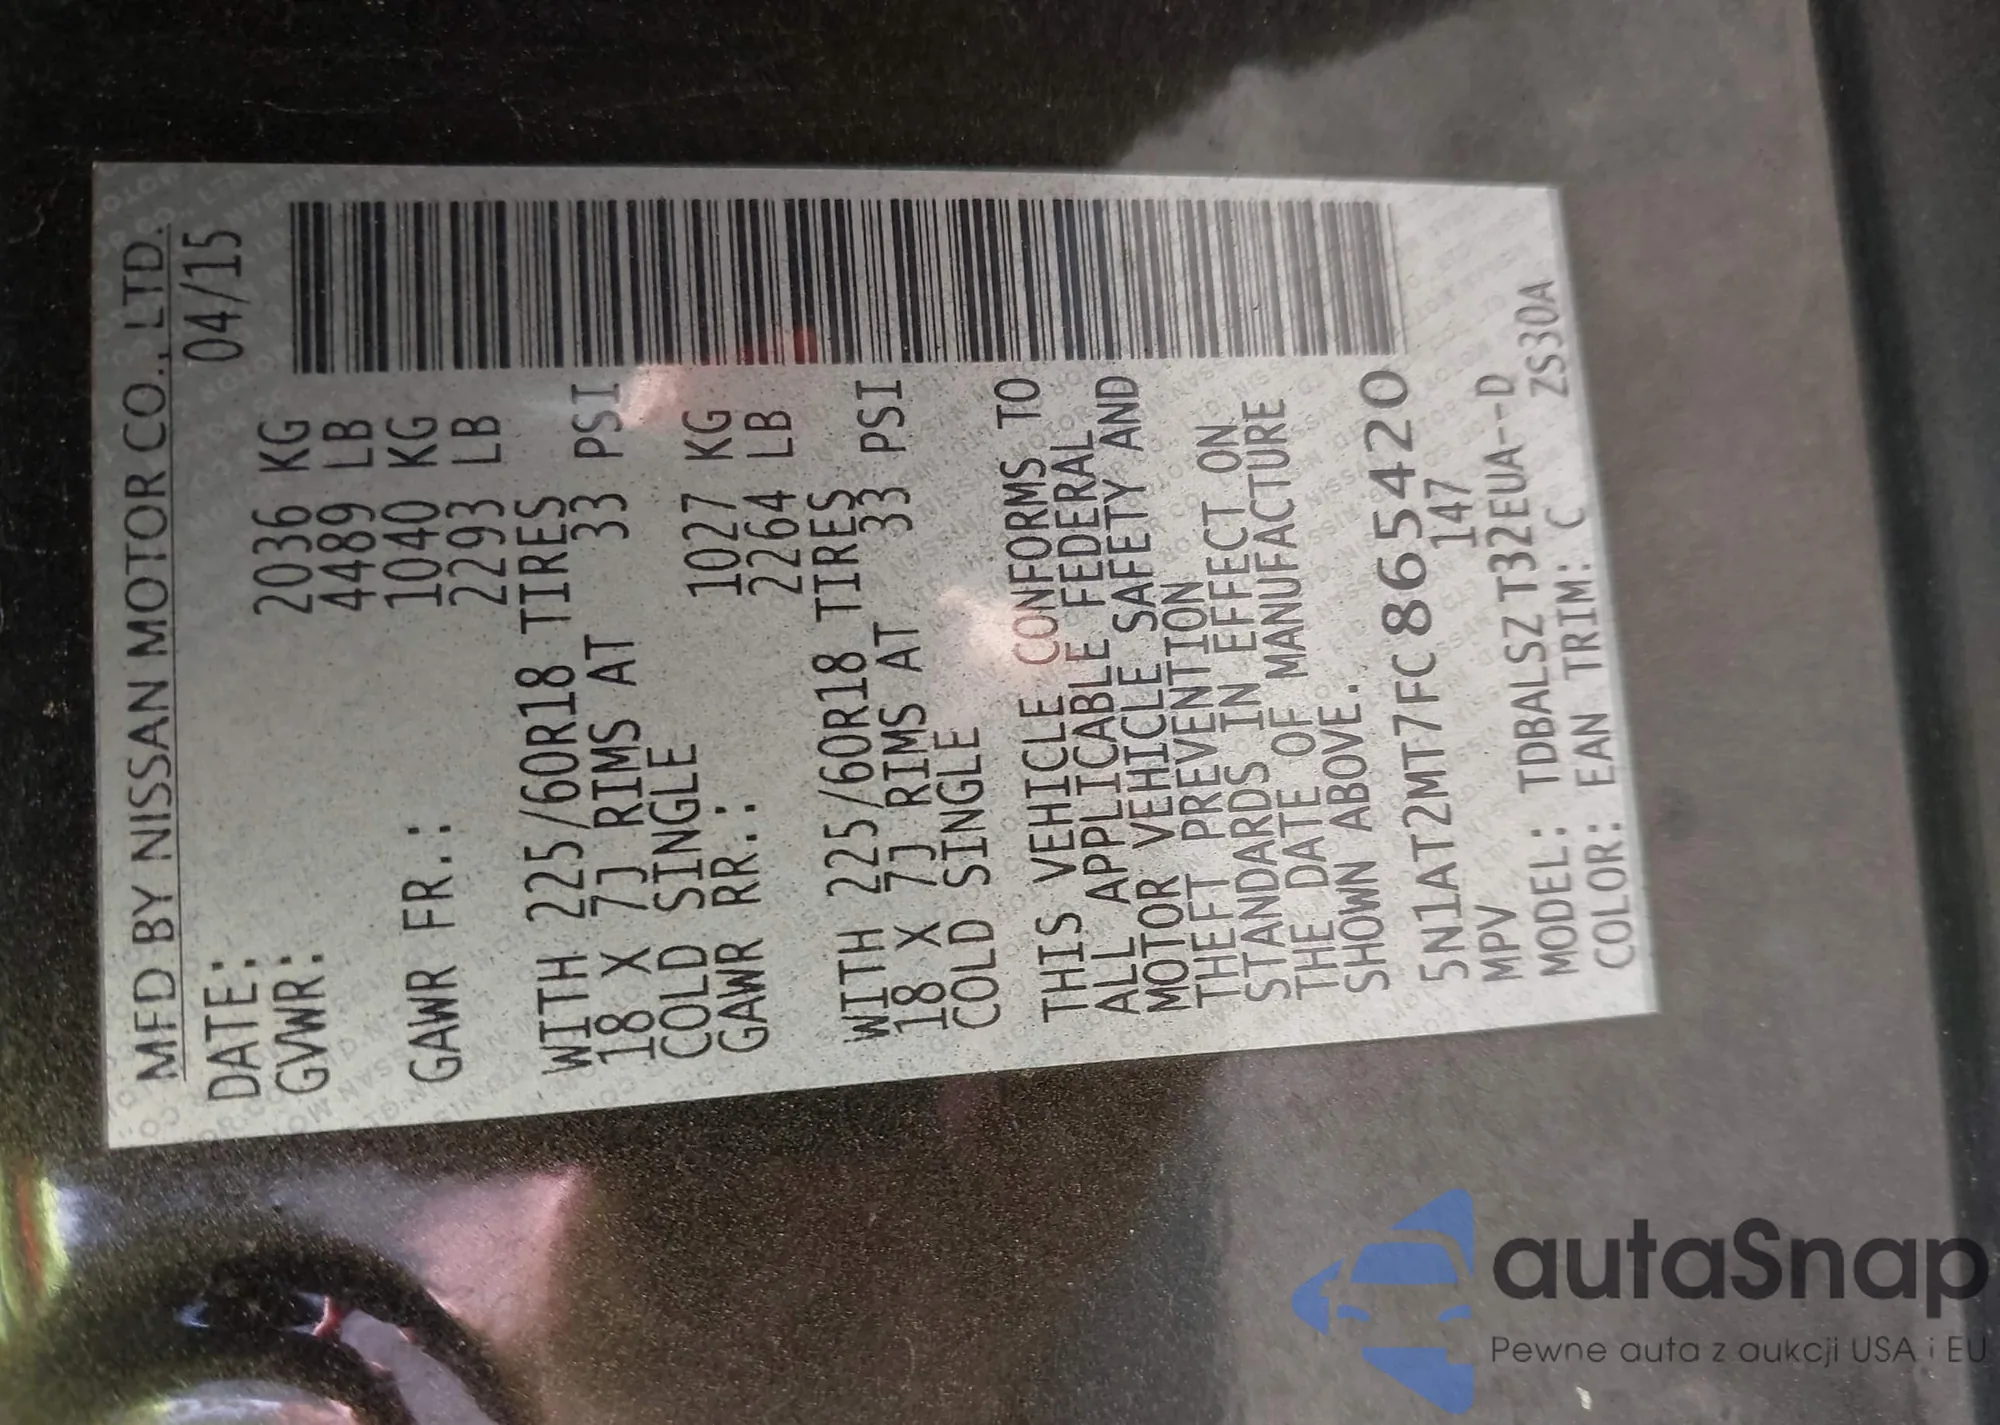 MFD BY NISSAN MOTOR CO., LTD.
DATE: 04/15
GVWR: 2036 KG
4489 LB
GAWR FR.: 1040 KG
2293 LB
WITH 225/60R18 TIRES
18 X 7J RIMS AT 33 PSI
COLD SINGLE
GAWR RR.: 1027 KG
2264 LB
WITH 225/60R18 TIRES
18 X 7J RIMS AT 33 PSI
COLD SINGLE
THIS VEHICLE CONFORMS TO
ALL APPLICABLE FEDERAL
MOTOR VEHICLE SAFETY AND
THEFT PREVENTION
STANDARDS IN EFFECT ON
THE DATE OF MANUFACTURE
SHOWN ABOVE.
5N1AT2MT7FC865420
MPV 147
MODEL: TDBALSZ T32EUA--D
COLOR: EAN TRIM: C ZS30A
autaSnap
Pewne auta z aukcji USA i EU